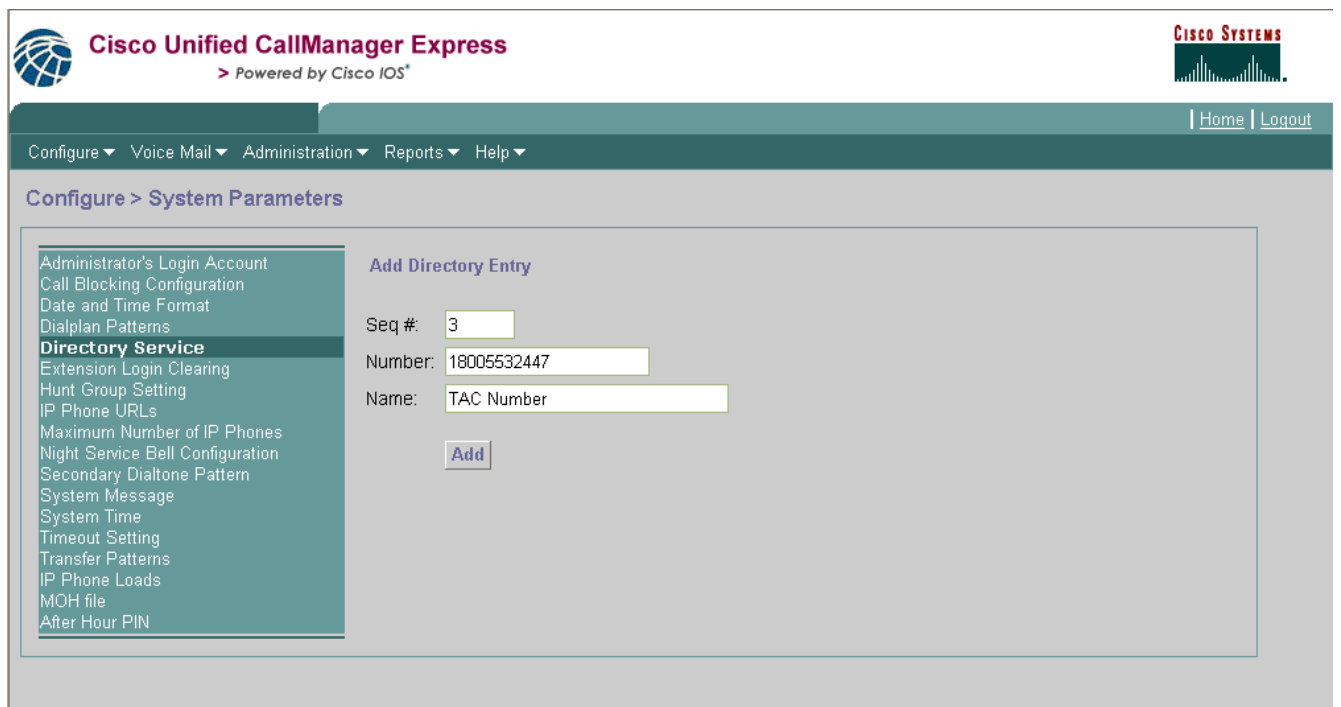 Cisco Unified CallManager Express
> Powered by Cisco IOS®
CISCO SYSTEMS
Home | Logout
Configure Voice Mail Administration Reports Help
Configure > System Parameters
Administrator's Login Account
Call Blocking Configuration
Date and Time Format
Dialplan Patterns
Directory Service
Extension Login Clearing
Hunt Group Setting
IP Phone URLs
Maximum Number of IP Phones
Night Service Bell Configuration
Secondary Dialtone Pattern
System Message
System Time
Timeout Setting
Transfer Patterns
IP Phone Loads
MOH file
After Hour PIN
Add Directory Entry
Seq #: 3
Number: 18005532447
Name: TAC Number
Add